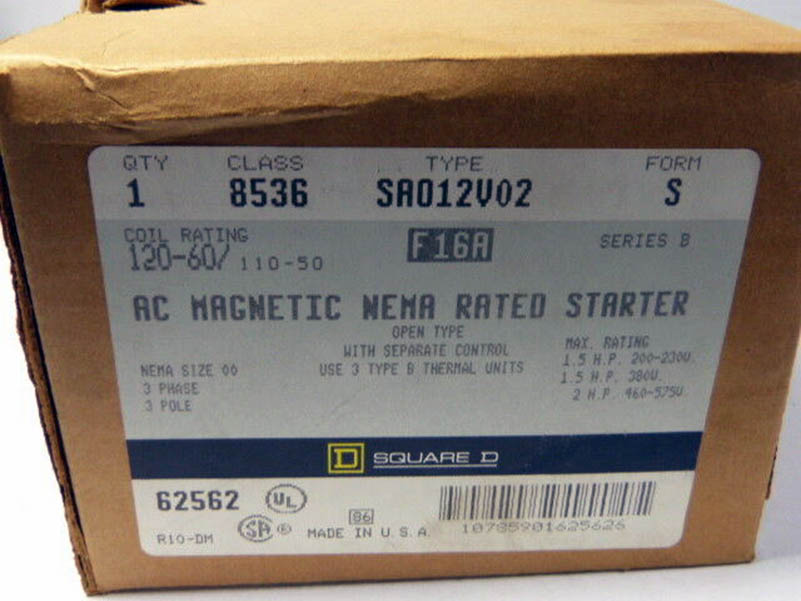 QTY CLASS TYPE FORM
1 8536 SAO12V02 S
COIL RATING F16A SERIES B
120-60/ 110-50
AC MAGNETIC NEMA RATED STARTER
OPEN TYPE
WITH SEPARATE CONTROL
USE 3 TYPE B THERMAL UNITS
NEMA SIZE 00
3 PHASE
3 POLE
MAX. RATING
1.5 H.P. 200-230V.
1.5 H.P. 380V.
2 H.P. 460-575V.
D SQUARE D
62562 UL
R10-DM SA ® 86 MADE IN U.S.A.
10785901625626